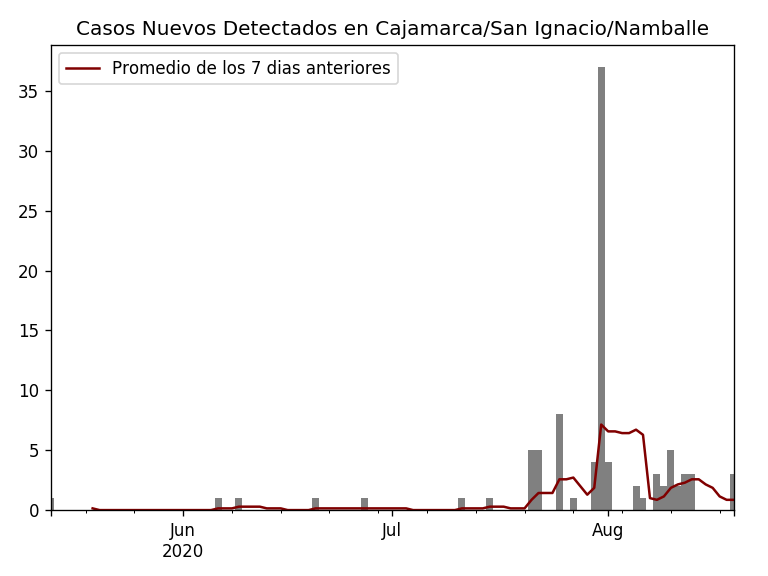 Casos Nuevos Detectados en Cajamarca/San Ignacio/Namballe
Promedio de los 7 dias anteriores
35
30
25
20
15
10
5
0
Jun
2020
Jul
Aug